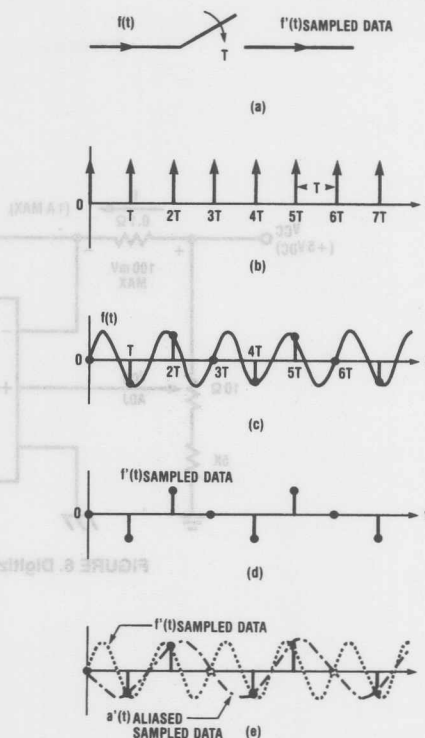 f(t)
f'(t)SAMPLED DATA
T
(a)
0
T 2T 3T 4T 5T 6T 7T
T
(b)
f(t)
0
T 4T
2T 3T 5T 6T
(c)
f'(t)SAMPLED DATA
0
(d)
f'(t)SAMPLED DATA
a'(t) ALIASED
SAMPLED DATA
(e)